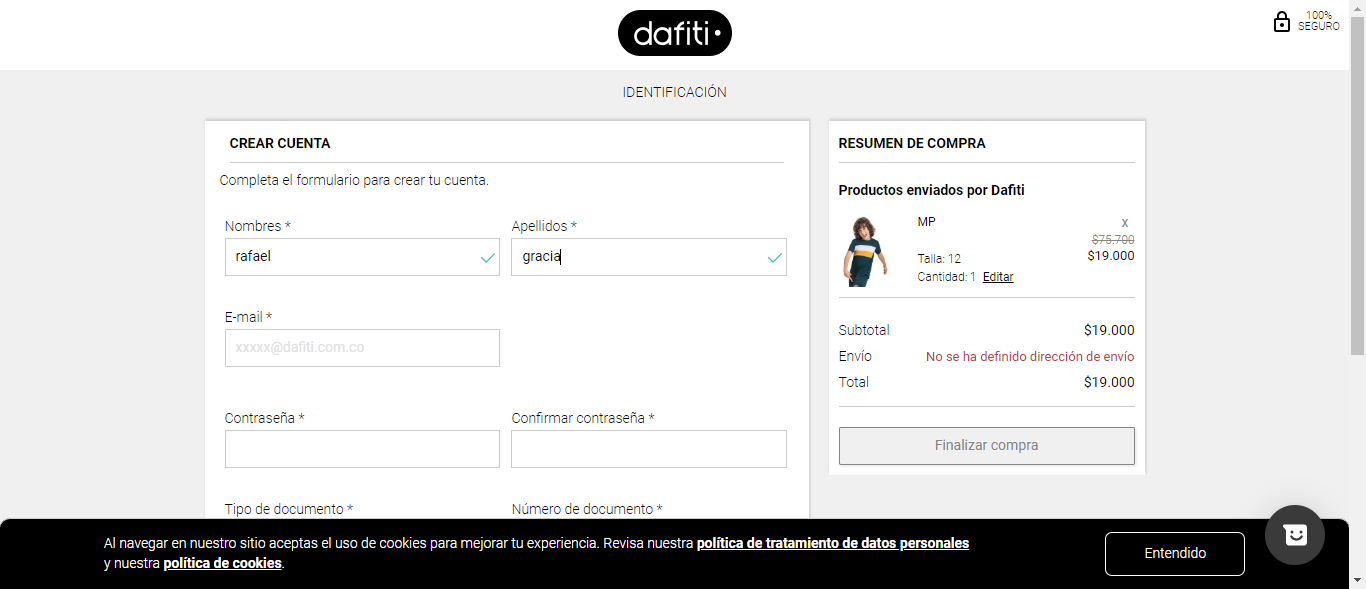 dafiti
100%
SEGURO
IDENTIFICACIÓN
CREAR CUENTA
Completa el formulario para crear tu cuenta.
Nombres * Apellidos *
rafael gracia
E-mail *
xxxxx@dafiti.com.co
Contraseña * Confirmar contraseña *
Tipo de documento * Número de documento *
RESUMEN DE COMPRA
Productos enviados por Dafiti
MP X
$75.700
$19.000
Talla: 12
Cantidad: 1 Editar
Subtotal $19.000
Envío No se ha definido dirección de envío
Total $19.000
Finalizar compra
Al navegar en nuestro sitio aceptas el uso de cookies para mejorar tu experiencia. Revisa nuestra política de tratamiento de datos personales
y nuestra política de cookies.
Entendido